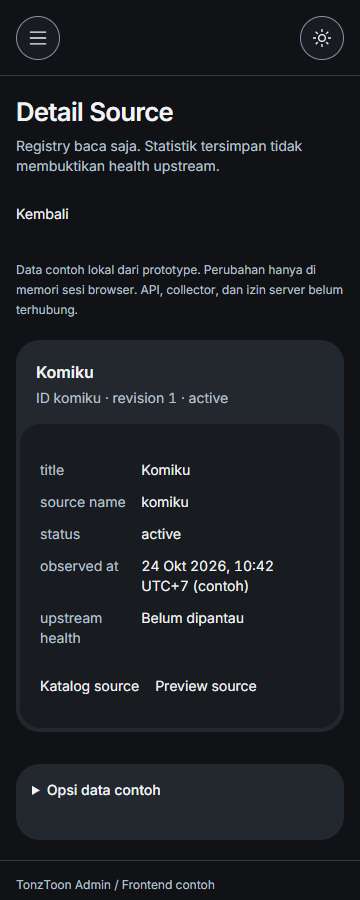 Detail Source
Registry baca saja. Statistik tersimpan tidak
membuktikan health upstream.
Kembali
Data contoh lokal dari prototype. Perubahan hanya di
memori sesi browser. API, collector, dan izin server belum
terhubung.
Komiku
ID komiku · revision 1 · active
title Komiku
source name komiku
status active
observed at 24 Okt 2026, 10:42
UTC+7 (contoh)
upstream Belum dipantau
health
Katalog source Preview source
Opsi data contoh
TonzToon Admin / Frontend contoh